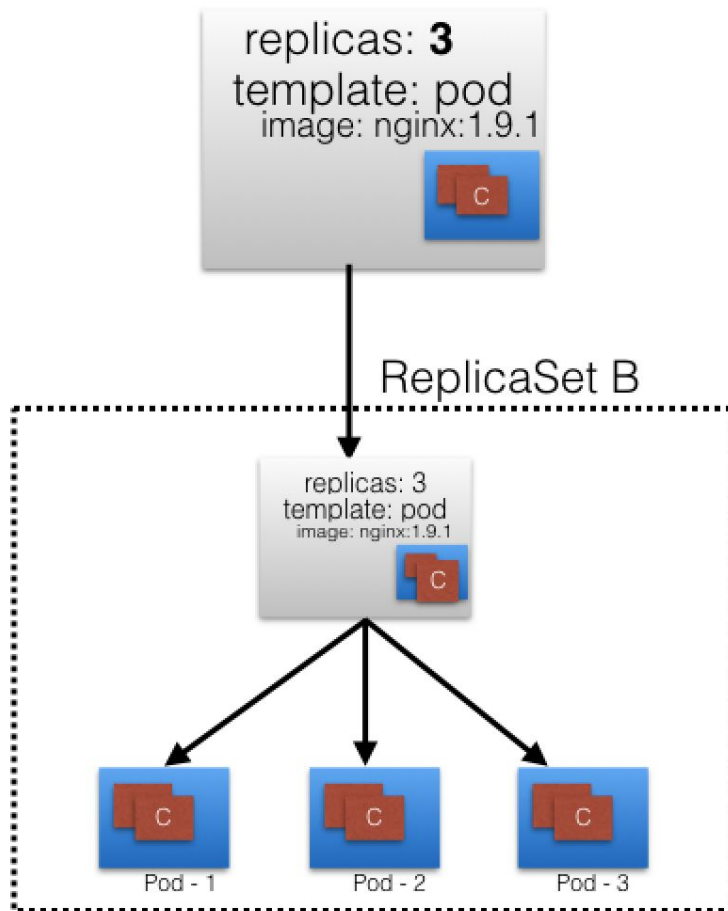 replicas: 3
template: pod
image: nginx:1.9.1
C
ReplicaSet B
replicas: 3
template: pod
image: nginx:1.9.1
C
C
C
C
Pod - 1
Pod - 2
Pod - 3